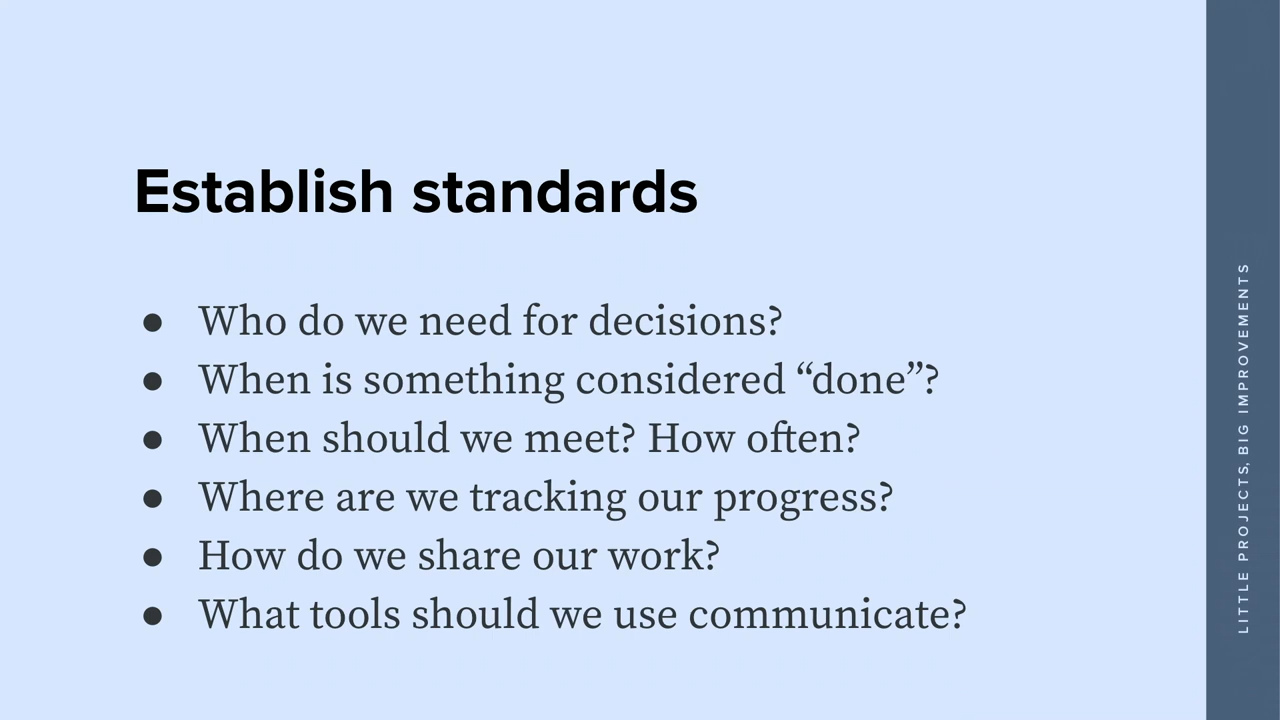 Establish standards
● Who do we need for decisions?
● When is something considered “done”?
● When should we meet? How often?
● Where are we tracking our progress?
● How do we share our work?
● What tools should we use communicate?
LITTLE PROJECTS, BIG IMPROVEMENTS